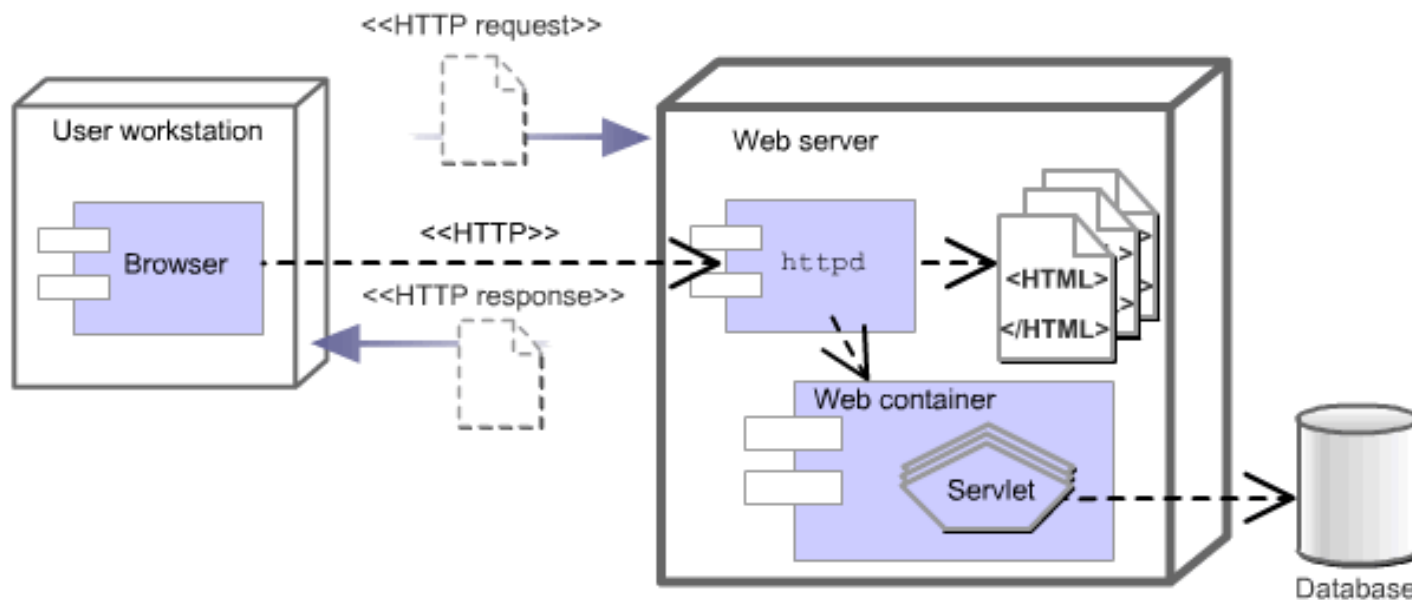 <<HTTP request>>
User workstation
Web server
<<HTTP>>
Browser
httpd
<<HTTP response>>
<HTML>
</HTML>
>
>
>
>
Web container
Servlet
Database